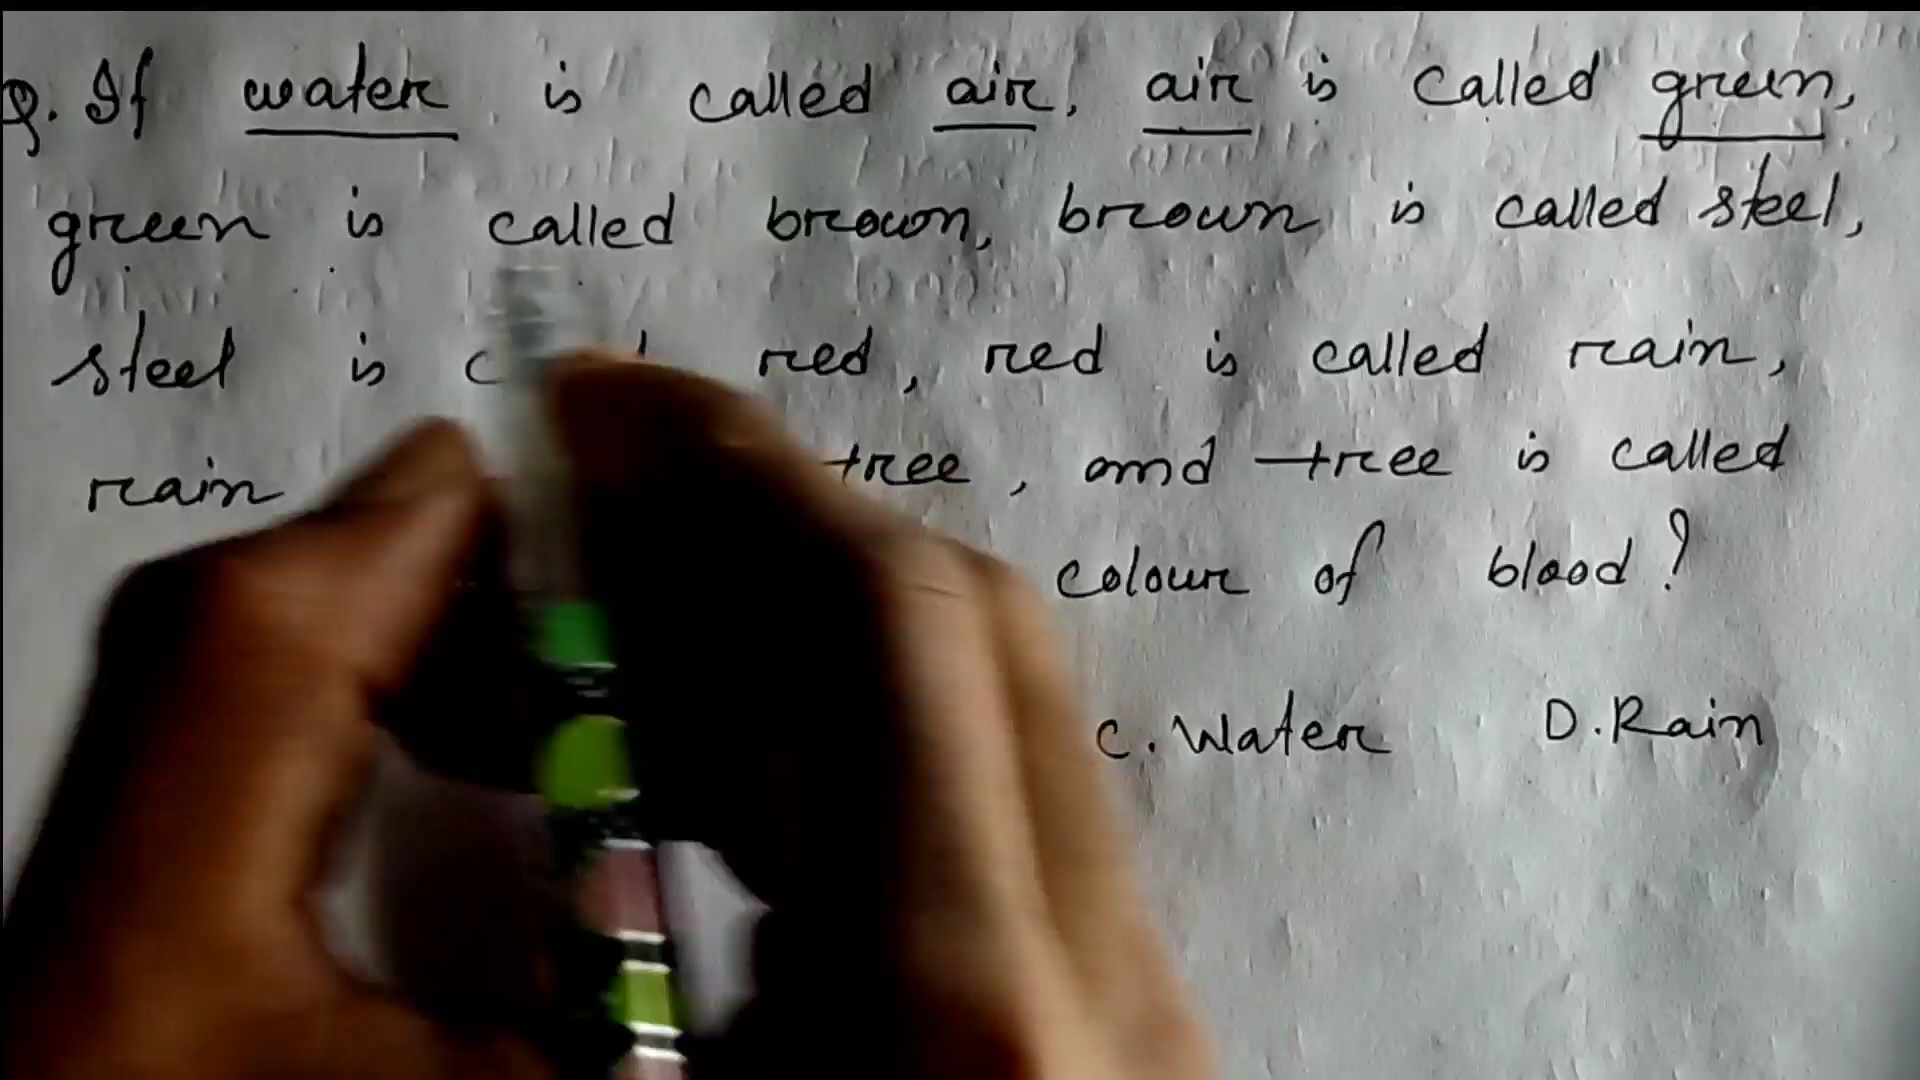 Q. If water is called air, air is called green,
green is called brown, brown is called steel,
steel is red, red is called rain,
rain tree, and tree is called
colour of blood?
C. Water D. Rain